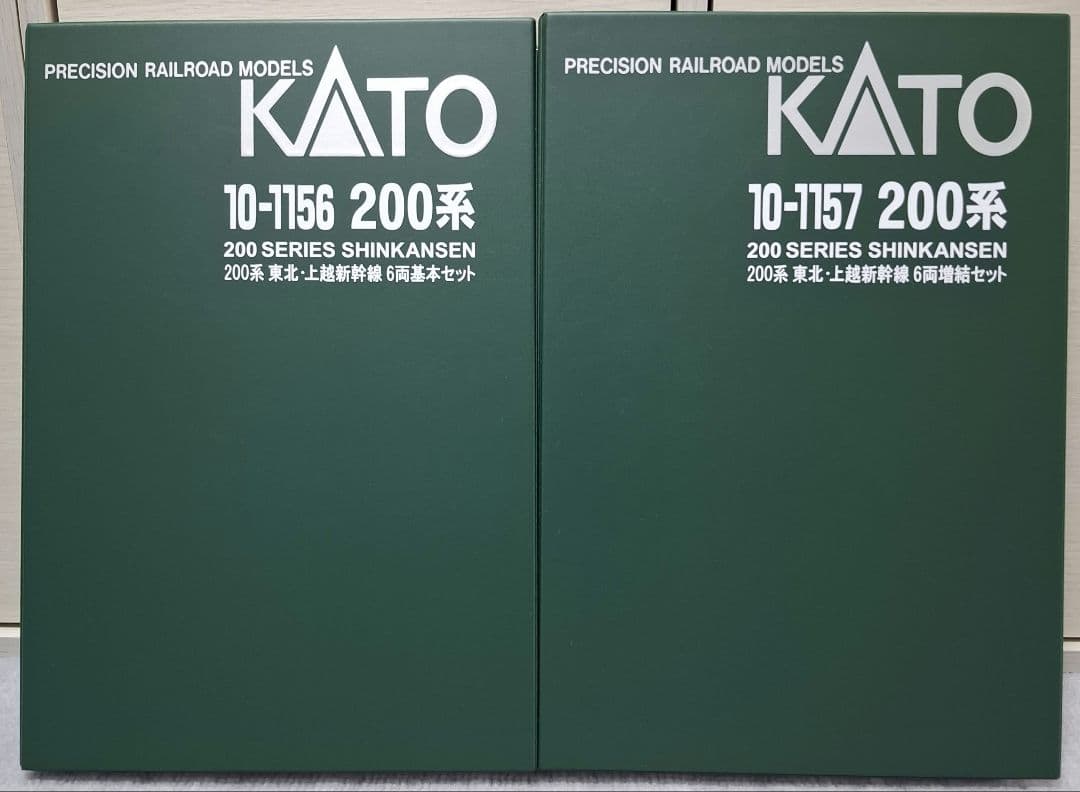 PRECISION RAILROAD MODELS
KATO
10-1156 200系
200 SERIES SHINKANSEN
200系 東北・上越新幹線 6両基本セット
PRECISION RAILROAD MODELS
KATO
10-1157 200系
200 SERIES SHINKANSEN
200系 東北・上越新幹線 6両増結セット